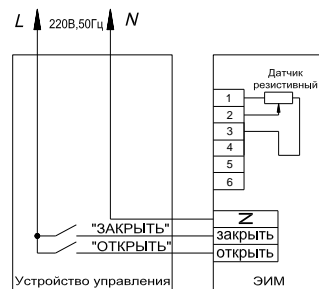 L 220В,50Гц N
Датчик
резистивный
1
2
3
4
5
6
N
"ЗАКРЫТЬ" закрыть
"ОТКРЫТЬ" открыть
Устройство управления ЭИМ